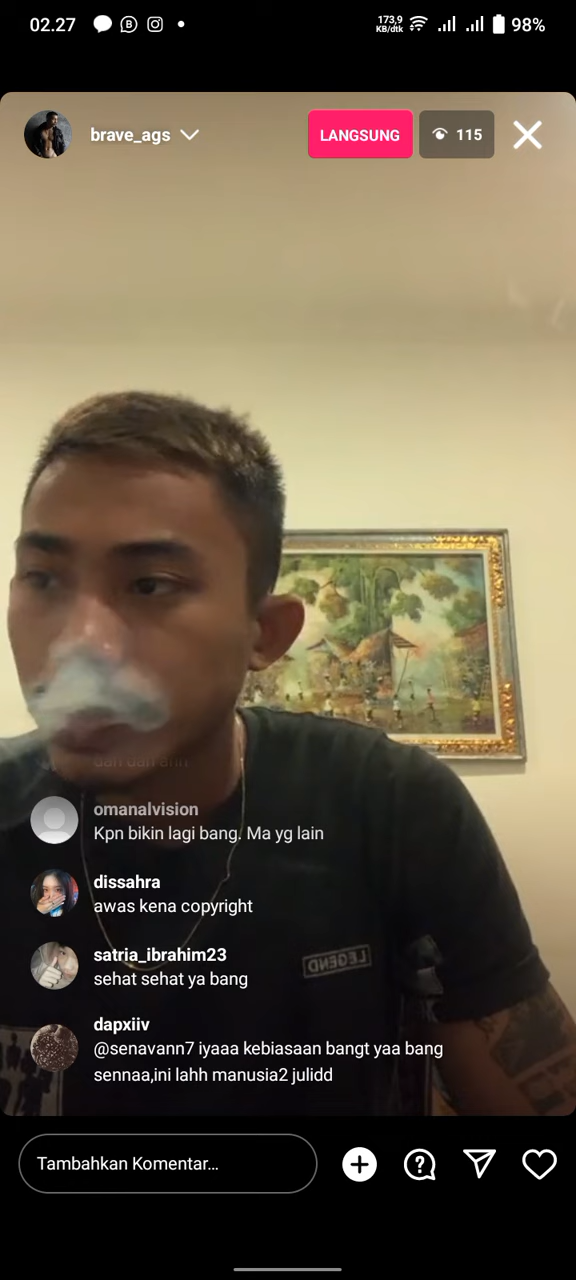 02.27
173,9
KB/dtk
98%
brave_ags
LANGSUNG
115
omanalvision
Kpn bikin lagi bang. Ma yg lain
dissahra
awas kena copyright
LEGEND
satria_ibrahim23
sehat sehat ya bang
dapxiiv
@senavann7 iyaaa kebiasaan bangt yaa bang
sennaa,ini lahh manusia2 julidd
Tambahkan Komentar...